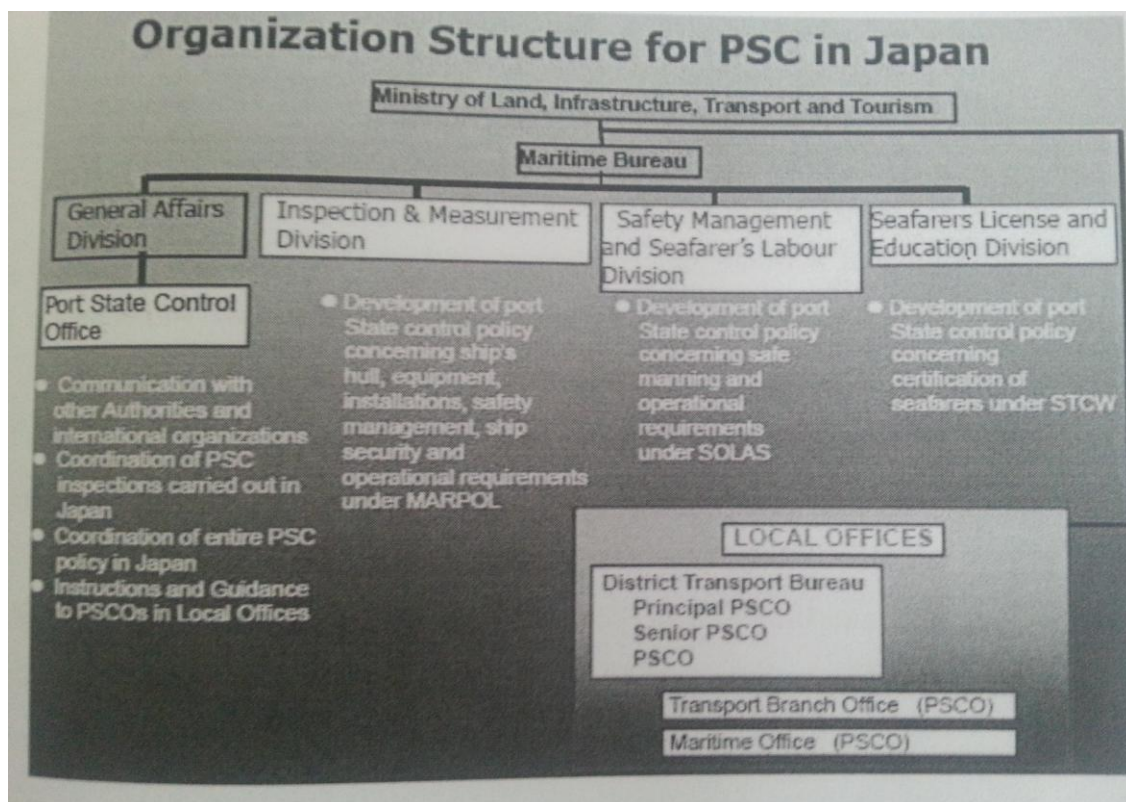 Organization Structure for PSC in Japan
Ministry of Land, Infrastructure, Transport and Tourism
Maritime Bureau
General Affairs
Division
Port State Control
Office
● Communication with
other Authorities and
international organizations
● Coordination of PSC
inspections carried out in
Japan
● Coordination of entire PSC
policy in Japan
● Instructions and Guidance
to PSCOs in Local Offices
Inspection & Measurement
Division
● Development of port
State control policy
concerning ship's
hull, equipment,
installations, safety
management, ship
security and
operational requirements
under MARPOL
Safety Management
and Seafarer's Labour
Division
● Development of port
State control policy
concerning safe
manning and
operational
requirements
under SOLAS
Seafarers License and
Education Division
● Development of port
State control policy
concerning
certification of
seafarers under STCW
LOCAL OFFICES
District Transport Bureau
Principal PSCO
Senior PSCO
PSCO
Transport Branch Office (PSCO)
Maritime Office (PSCO)